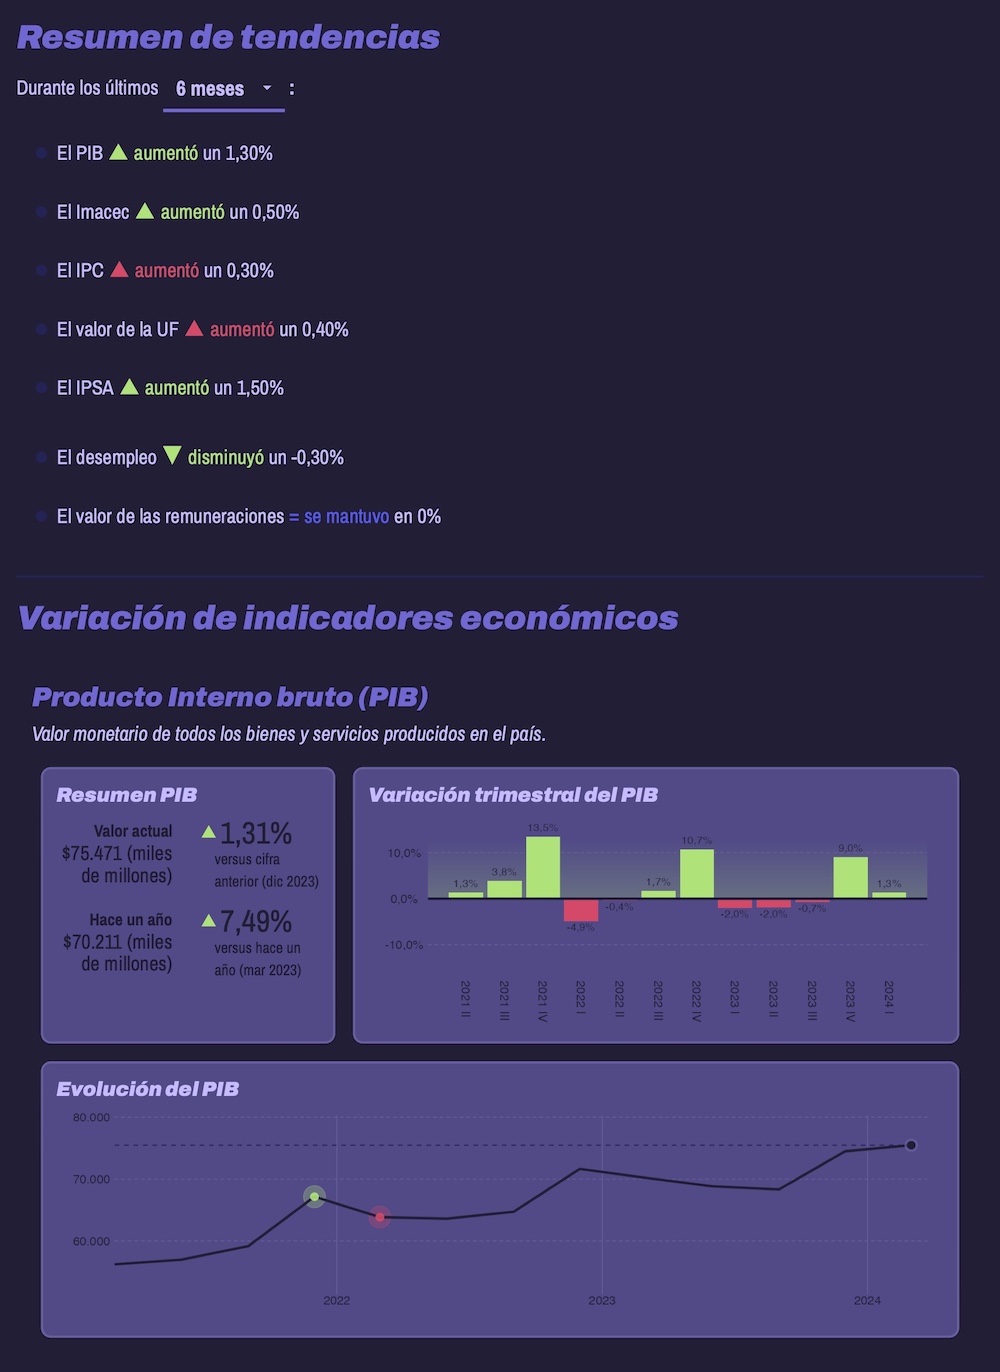 Resumen de tendencias
Durante los últimos 6 meses :
El PIB ▲ aumentó un 1,30%
El Imacec ▲ aumentó un 0,50%
El IPC ▲ aumentó un 0,30%
El valor de la UF ▲ aumentó un 0,40%
El IPSA ▲ aumentó un 1,50%
El desempleo ▼ disminuyó un -0,30%
El valor de las remuneraciones = se mantuvo en 0%
Variación de indicadores económicos
Producto Interno bruto (PIB)
Valor monetario de todos los bienes y servicios producidos en el país.
Resumen PIB
Valor actual
$75.471 (miles
de millones)
▲ 1,31%
versus cifra
anterior (dic 2023)
Hace un año
$70.211 (miles
de millones)
▲ 7,49%
versus hace un
año (mar 2023)
Variación trimestral del PIB
10,0%
0,0%
-10,0%
1,3%
3,8%
13,5%
-4,9%
-0,4%
1,7%
10,7%
-2,0%
-2,0%
-0,7%
9,0%
1,3%
2021 II
2021 III
2021 IV
2022 I
2022 II
2022 III
2022 IV
2023 I
2023 II
2023 III
2023 IV
2024 I
Evolución del PIB
80.000
70.000
60.000
2022
2023
2024